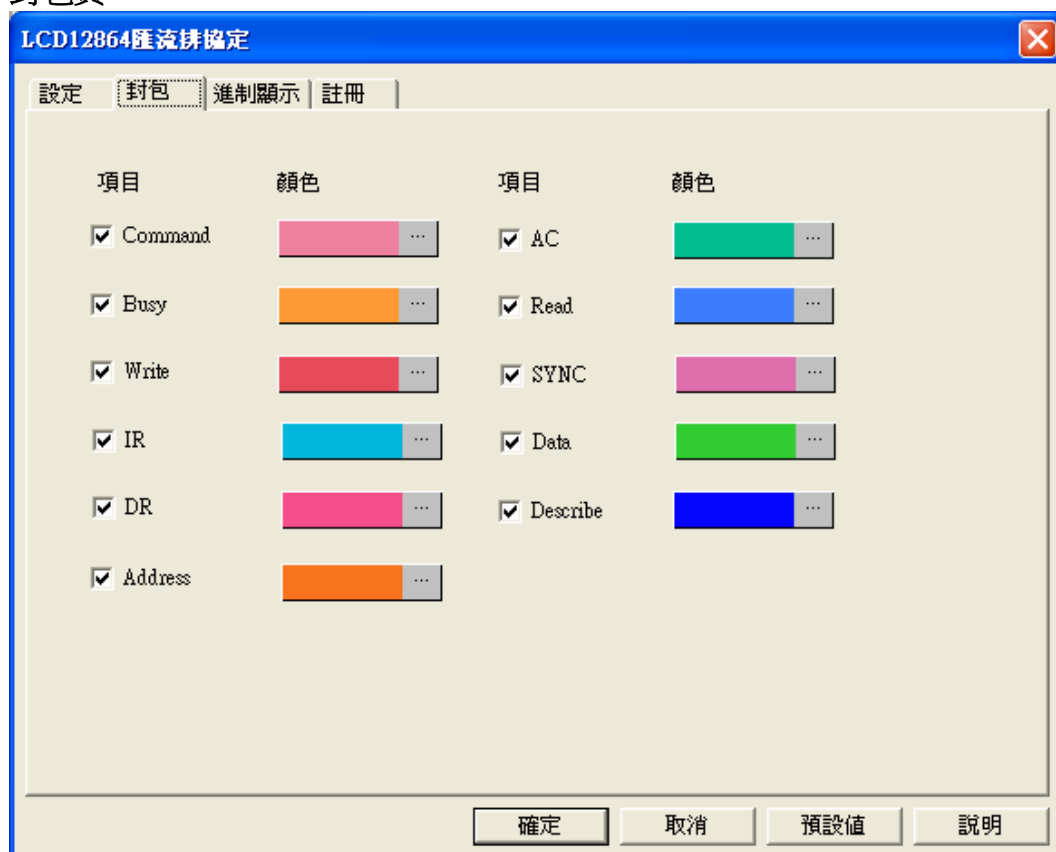 LCD12864匯流排協定
設定 封包 進制顯示 註冊
項目 顏色 項目 顏色
Command ... AC ...
Busy ... Read ...
Write ... SYNC ...
IR ... Data ...
DR ... Describe ...
Address ...
確定 取消 預設值 說明